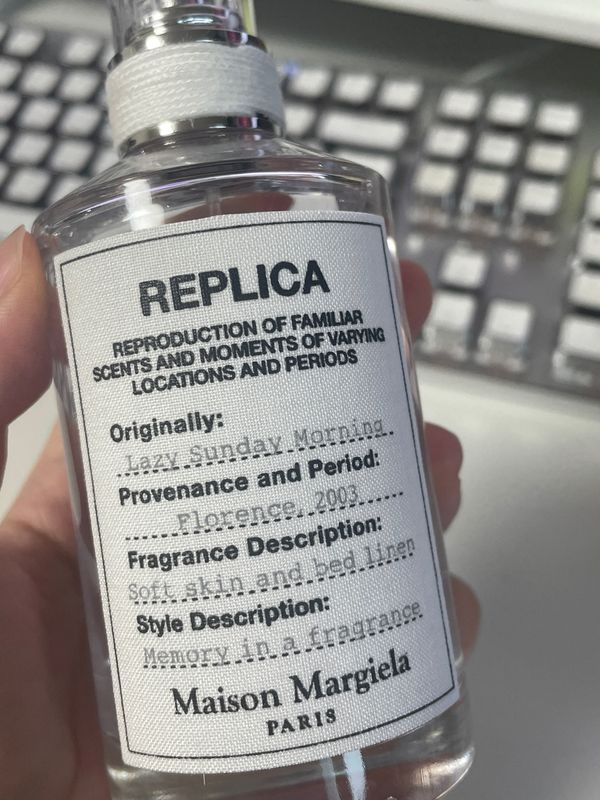 REPLICA
REPRODUCTION OF FAMILIAR
SCENTS AND MOMENTS OF VARYING
LOCATIONS AND PERIODS
Originally:
Lazy Sunday Morning
Provenance and Period:
Florence, 2003
Fragrance Description:
Soft skin and bed linen
Style Description:
Memory in a fragrance
Maison Margiela
PARIS